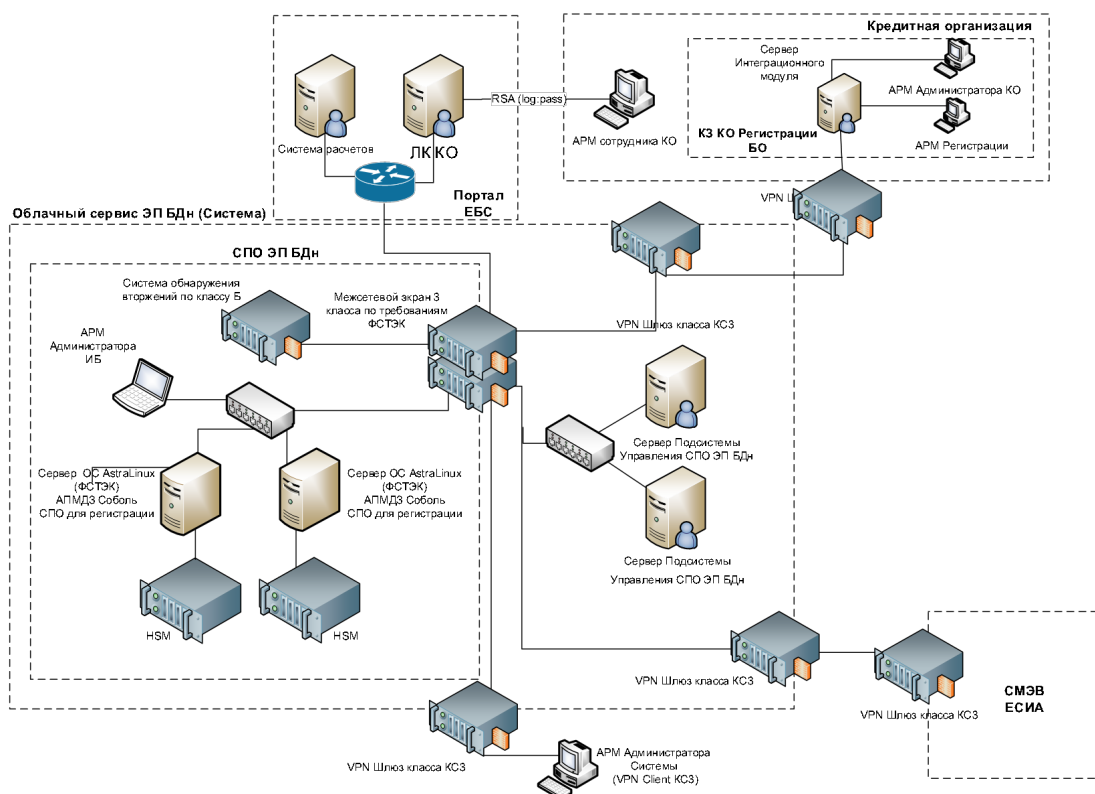 Кредитная организация
Сервер
Интеграционного
модуля
АРМ Администратора КО
КЗ КО Регистрации
БО
АРМ Регистрации
RSA (log:pass)
АРМ сотрудника КО
Система расчетов
ЛК КО
Портал
ЕБС
VPN Ш
Облачный сервис ЭП БДн (Система)
СПО ЭП БДн
Система обнаружения
вторжений по классу Б
Межсетевой экран 3
класса по требованиям
ФСТЭК
VPN Шлюз класса КС3
АРМ
Администратора
ИБ
Сервер Подсистемы
Управления СПО ЭП БДн
Сервер ОС AstraLinux
(ФСТЭК)
АПМДЗ Соболь
СПО для регистрации
Сервер ОС AstraLinux
(ФСТЭК)
АПМДЗ Соболь
СПО для регистрации
Сервер Подсистемы
Управления СПО ЭП БДн
HSM
HSM
VPN Шлюз класса КС3
СМЭВ
ЕСИА
VPN Шлюз класса КС3
VPN Шлюз класса КС3
АРМ Администратора
Системы
(VPN Client КС3)